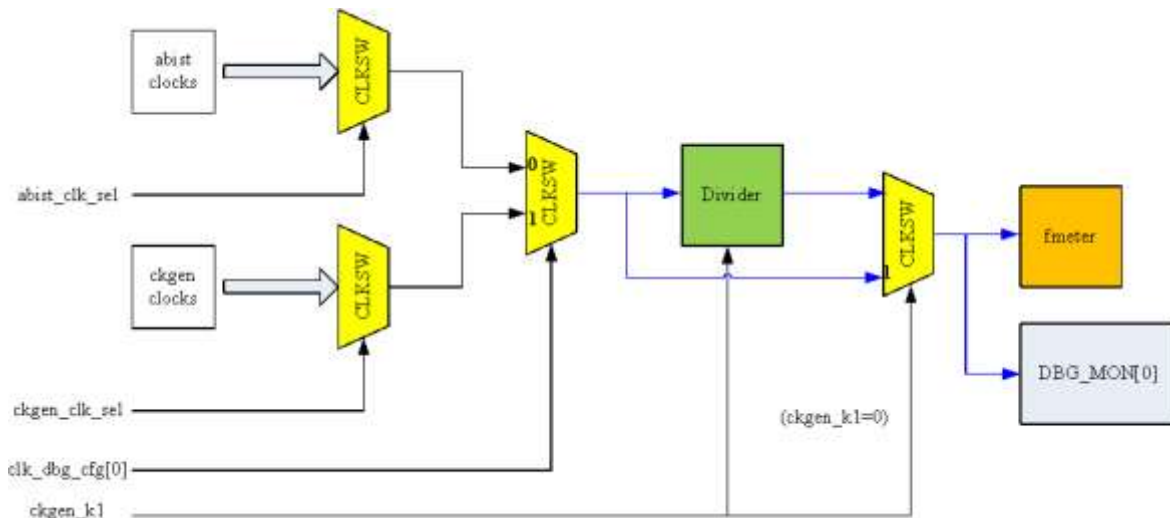 abist
clocks
CLKSW
abist_clk_sel
0
1
CLKSW
Divider
CLKSW
1
fmeter
ckgen
clocks
CLKSW
DBG_MON[0]
ckgen_clk_sel
(ckgen_k1=0)
clk_dbg_cfg[0]
ckgen_k1